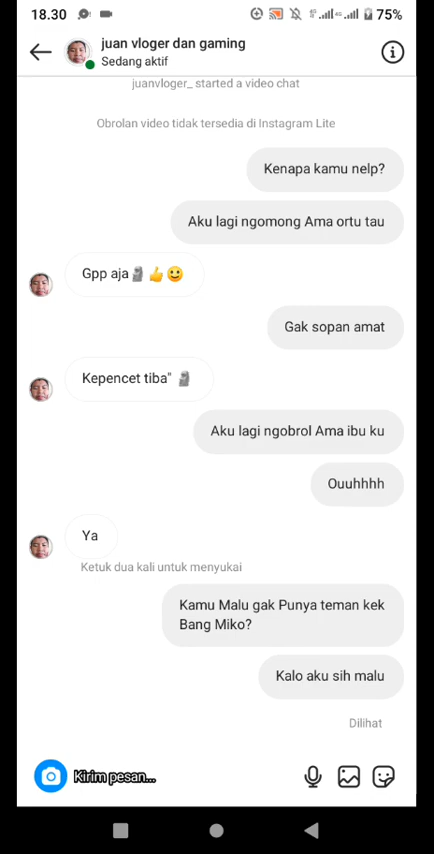 18.30
75%
juan vloger dan gaming
Sedang aktif
juanvloger_ started a video chat
Obrolan video tidak tersedia di Instagram Lite
Kenapa kamu nelp?
Aku lagi ngomong Ama ortu tau
Gpp aja🗿👍🙂
Gak sopan amat
Kepencet tiba" 🗿
Aku lagi ngobrol Ama ibu ku
Ouuhhhh
Ya
Ketuk dua kali untuk menyukai
Kamu Malu gak Punya teman kek
Bang Miko?
Kalo aku sih malu
Dilihat
Kirim pesan...